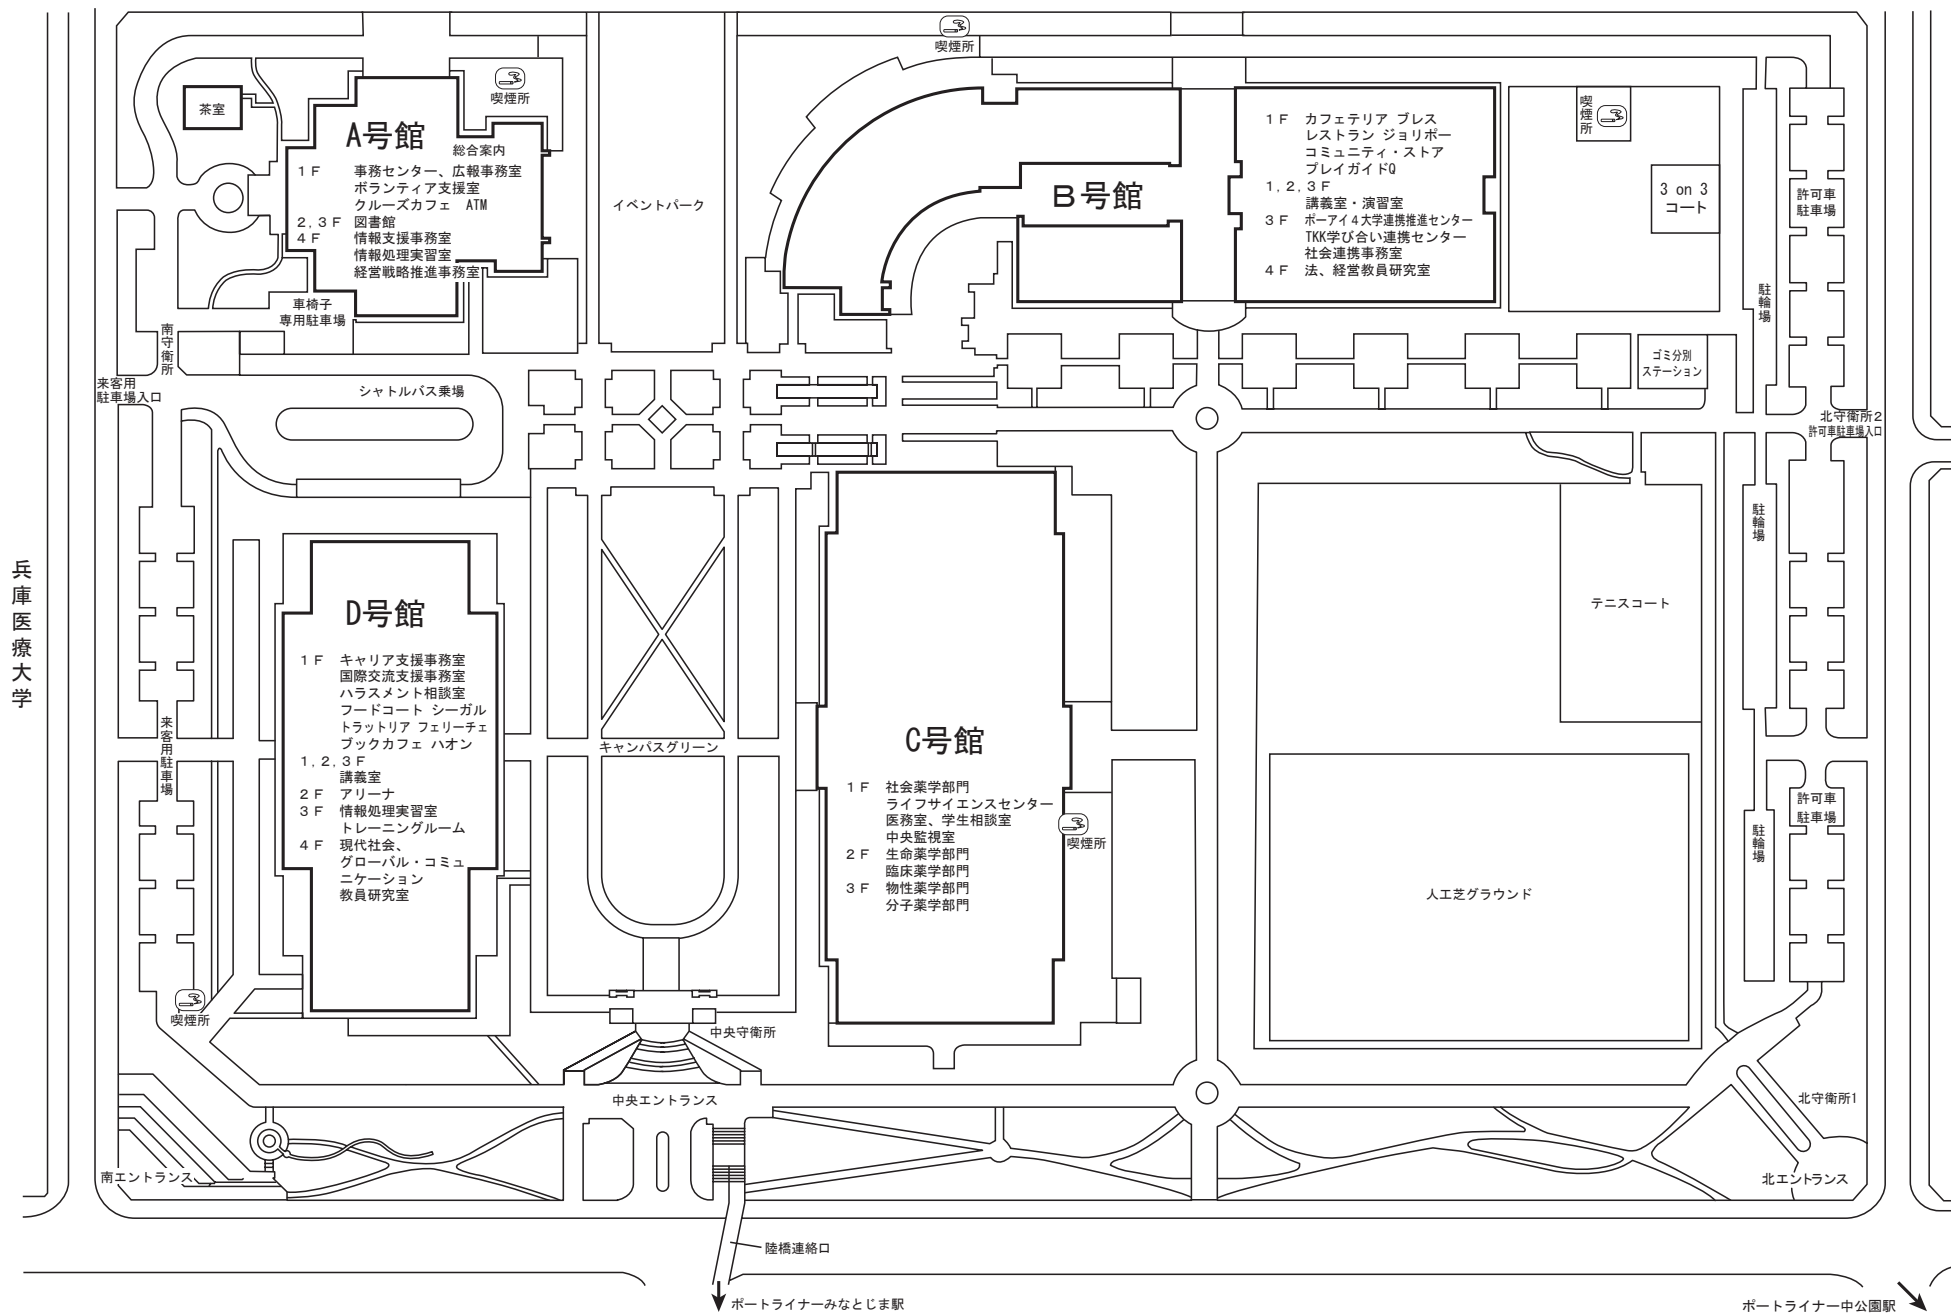 喫煙所
喫煙所
茶室
A号館
総合案内
1F 事務センター、広報事務室
ボランティア支援室
クルーズカフェ ATM
2,3F 図書館
4F 情報支援事務室
情報処理実習室
経営戦略推進事務室
車椅子
専用駐車場
イベントパーク
B号館
1F カフェテリア ブレス
レストラン ジョリポー
コミュニティ・ストア
プレイガイドQ
1,2,3F
講義室・演習室
3F ポーアイ4大学連携推進センター
TKK学び合い連携センター
社会連携事務室
4F 法、経営教員研究室
喫煙所
3 on 3
コート
許可車
駐車場
駐輪場
南守衛所
来客用
駐車場入口
シャトルバス乗場
ゴミ分別
ステーション
北守衛所2
許可車駐車場入口
兵庫医療大学
D号館
1F キャリア支援事務室
国際交流支援事務室
ハラスメント相談室
フードコート シーガル
トラットリア フェリーチェ
ブックカフェ ハオン
1,2,3F
講義室
2F アリーナ
3F 情報処理実習室
トレーニングルーム
4F 現代社会、
グローバル・コミュ
ニケーション
教員研究室
来客用駐車場
キャンパスグリーン
C号館
1F 社会薬学部門
ライフサイエンスセンター
医務室、学生相談室
中央監視室
2F 生命薬学部門
臨床薬学部門
3F 物性薬学部門
分子薬学部門
喫煙所
テニスコート
駐輪場
許可車
駐車場
駐輪場
人工芝グラウンド
喫煙所
中央守衛所
中央エントランス
北守衛所1
南エントランス
北エントランス
陸橋連絡口
ポートライナーみなとじま駅
ポートライナー中公園駅